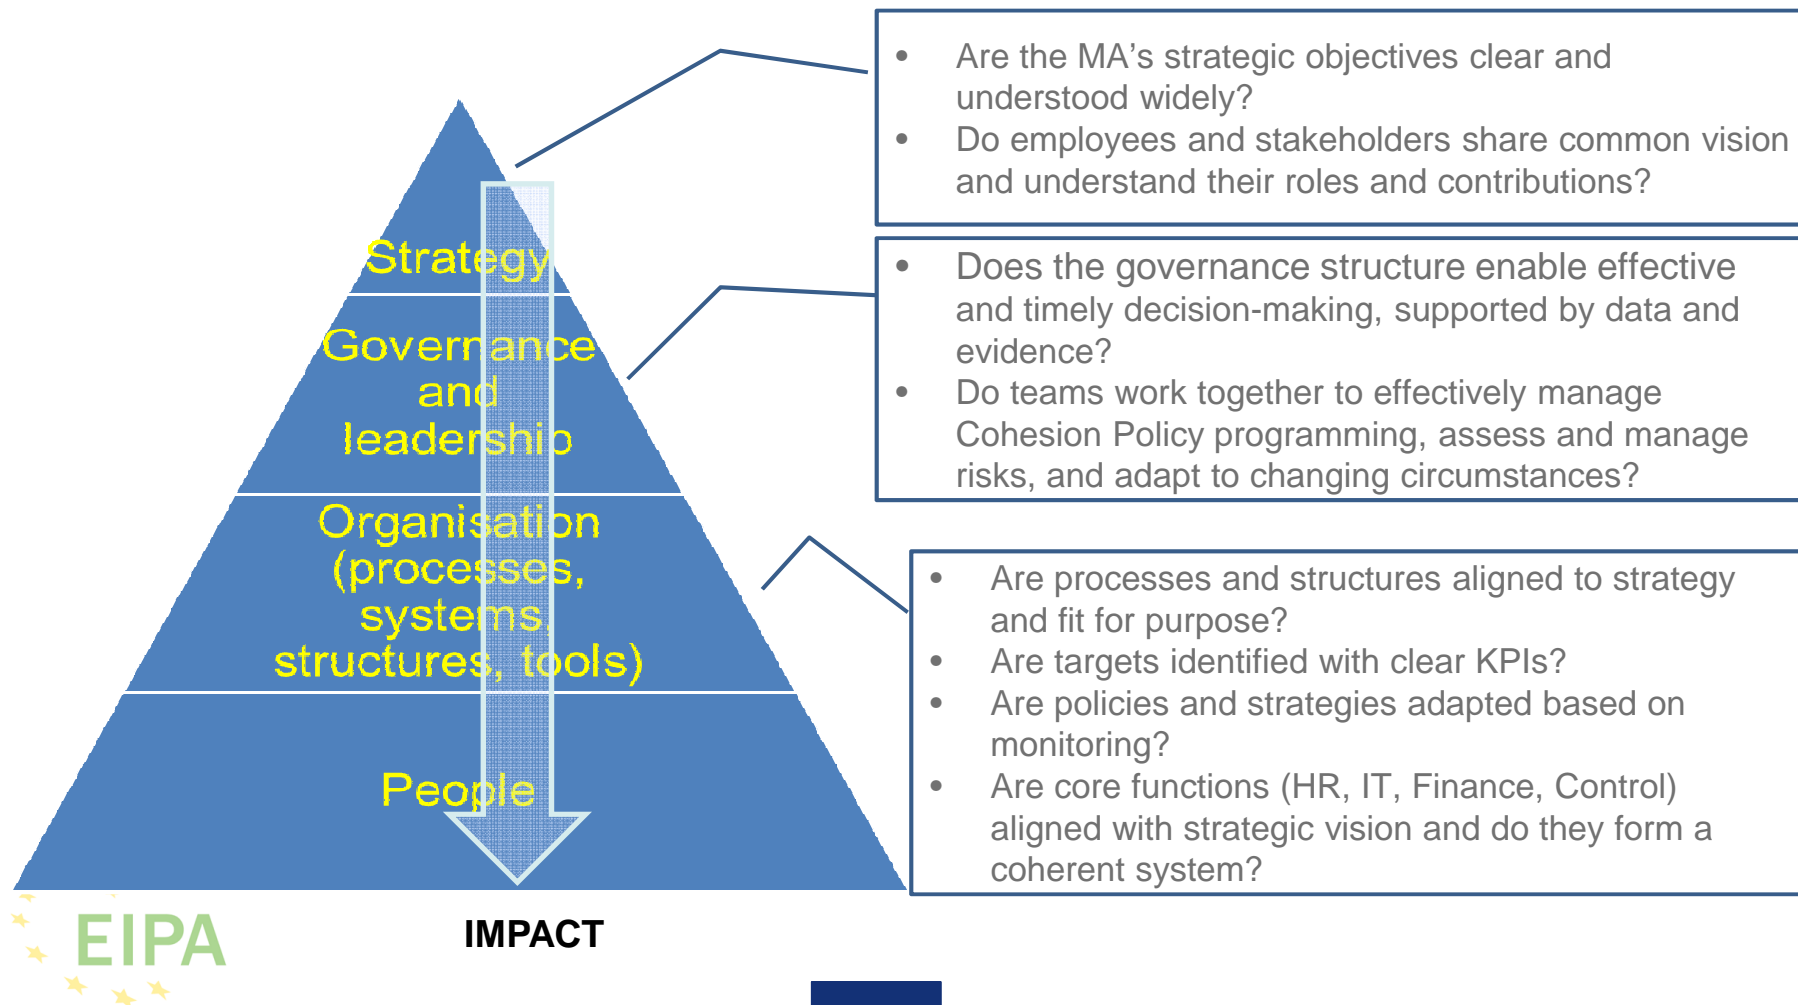 Strategy
Governance
and
leadership
Organisation
(processes,
systems,
structures, tools)
People
• Are the MA’s strategic objectives clear and
understood widely?
• Do employees and stakeholders share common vision
and understand their roles and contributions?
• Does the governance structure enable effective
and timely decision-making, supported by data and
evidence?
• Do teams work together to effectively manage
Cohesion Policy programming, assess and manage
risks, and adapt to changing circumstances?
• Are processes and structures aligned to strategy
and fit for purpose?
• Are targets identified with clear KPIs?
• Are policies and strategies adapted based on
monitoring?
• Are core functions (HR, IT, Finance, Control)
aligned with strategic vision and do they form a
coherent system?
EIPA
IMPACT